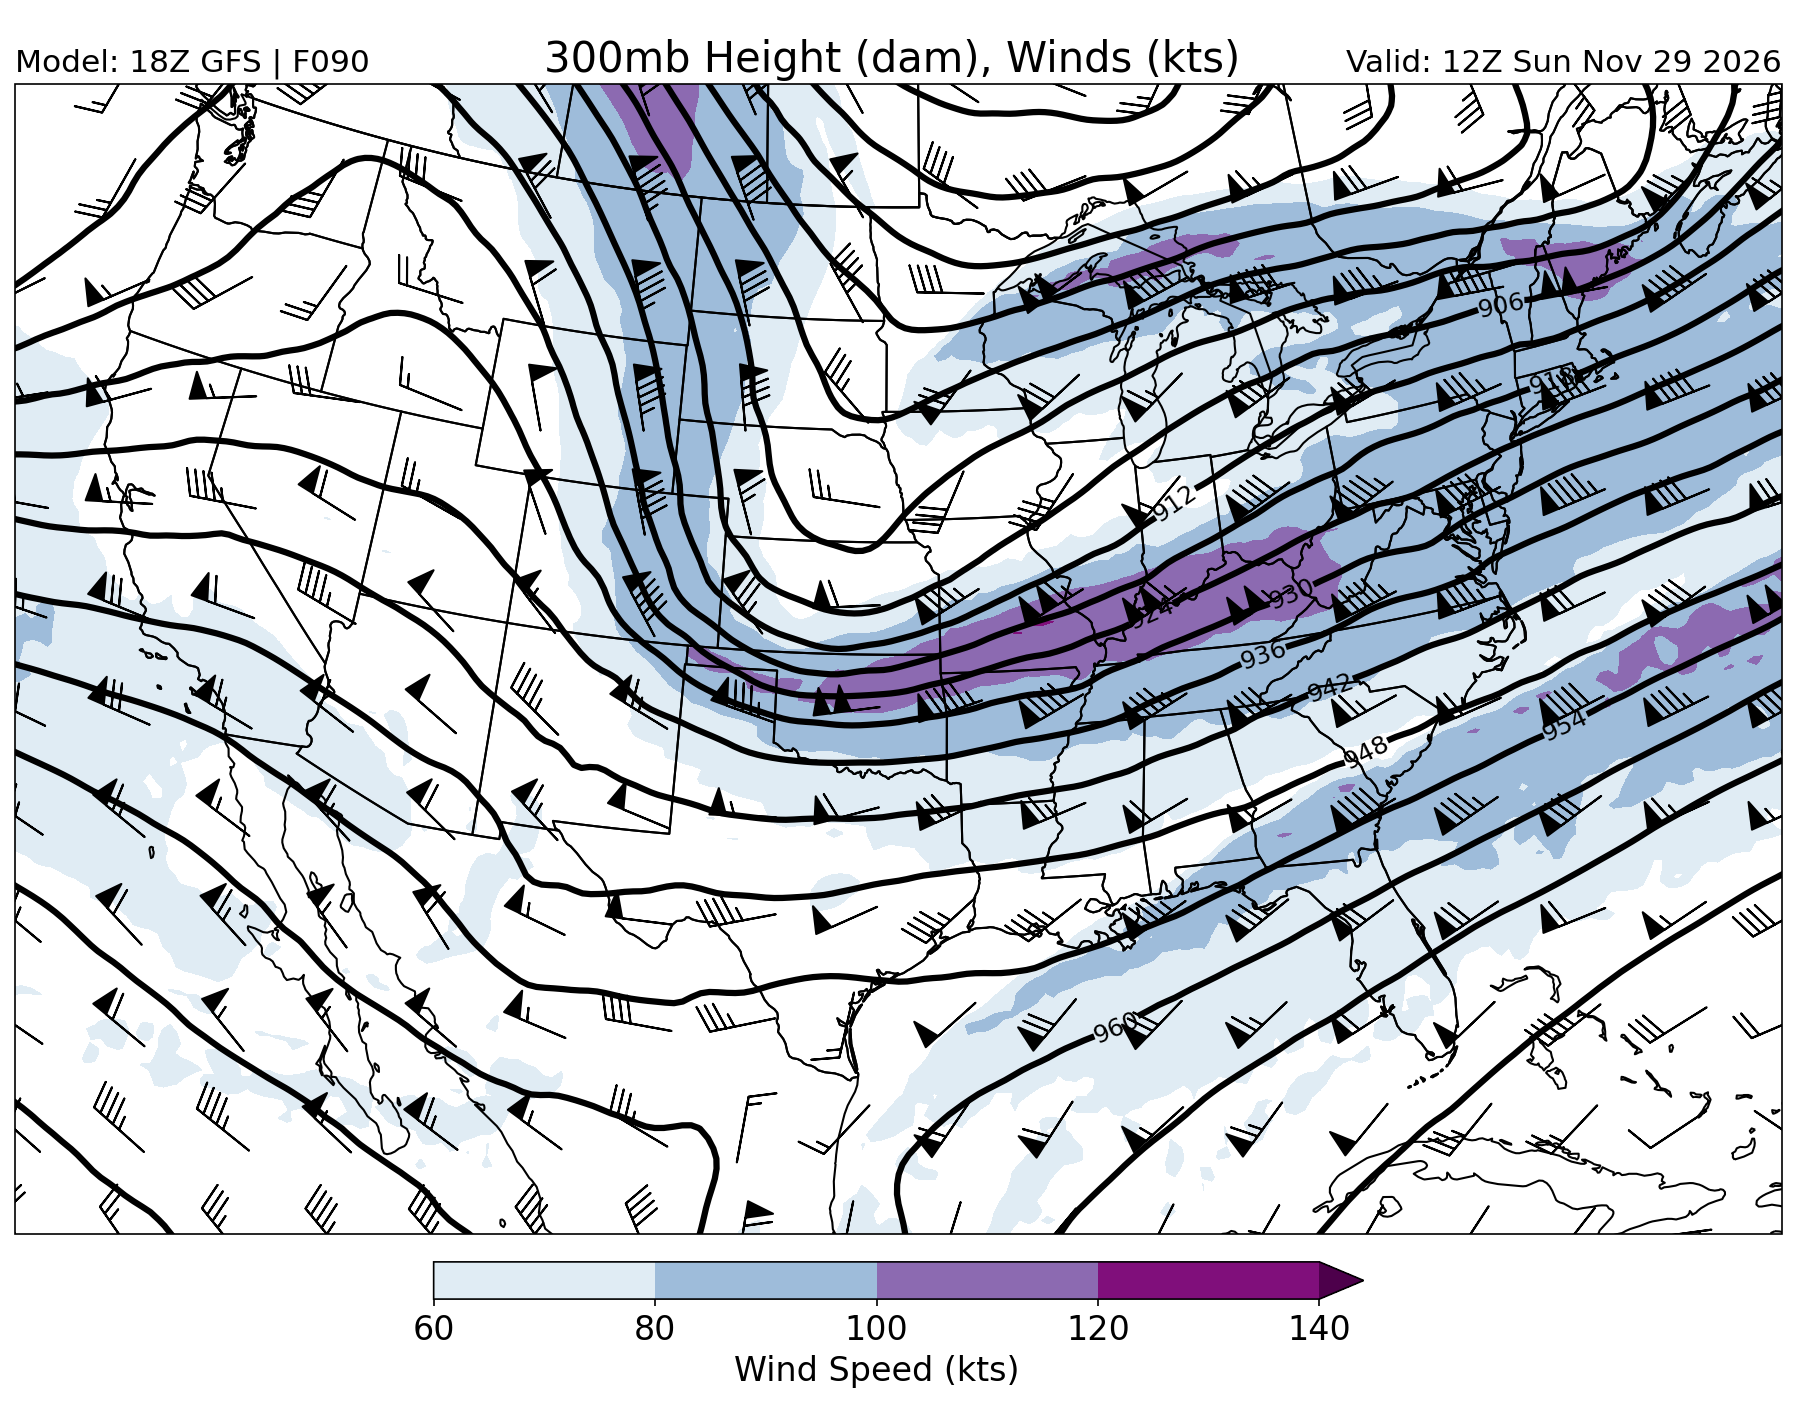 Model: 18Z GFS | F090
300mb Height (dam), Winds (kts)
Valid: 12Z Sun Nov 29 2026
906
918
912
924
930
936
942
948
954
960
60 80 100 120 140
Wind Speed (kts)